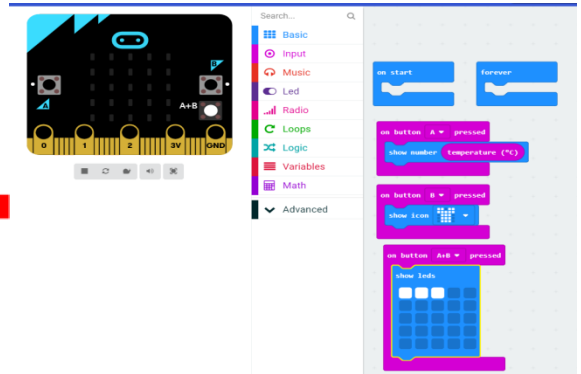 B
A
A+B
0 1 2 3V GND
Search...
Basic
Input
Music
Led
Radio
Loops
Logic
Variables
Math
Advanced
on start
forever
on button A pressed
show number temperature (°C)
on button B pressed
show icon
on button A+B pressed
show leds